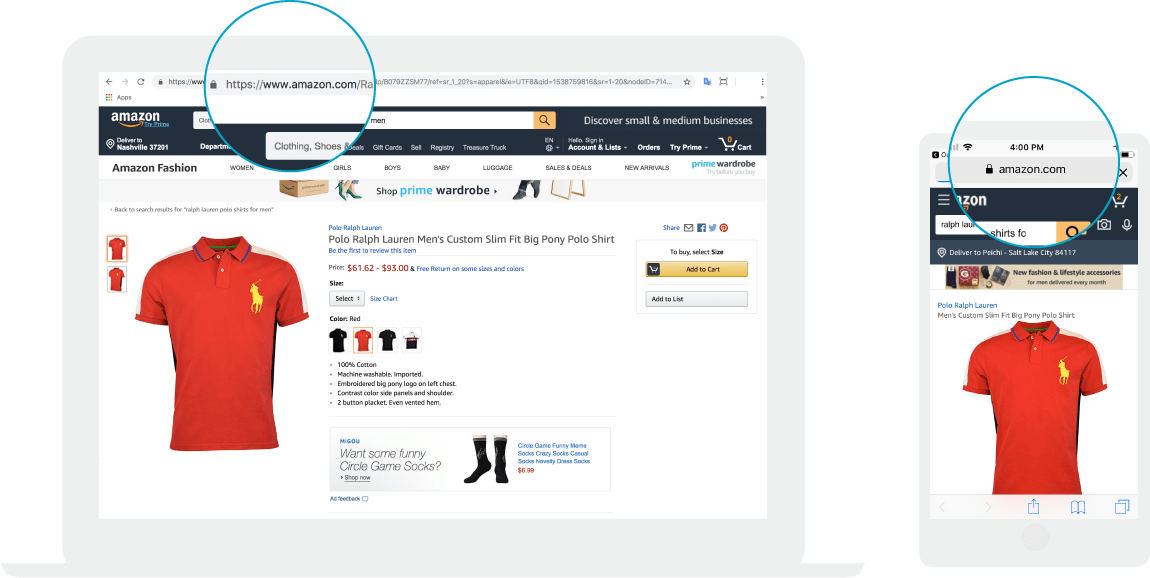 https://ww
https://www.amazon.com/Ra
dp/B079ZZSM77/ref=sr_1_20?s=apparel&ie=UTF8&qid=1538759816&sr=1-20&nodeID=714...
Apps
amazon
Try Prime
Clot
men
Discover small & medium businesses
Deliver to
Nashville 37201
Departm
Clothing, Shoes &
Deals
Gift Cards
Sell
Registry
Treasure Truck
EN
Hello, Sign in
Account & Lists
Orders
Try Prime
0
Cart
Amazon Fashion
WOMEN
GIRLS
BOYS
BABY
LUGGAGE
SALES & DEALS
NEW ARRIVALS
prime wardrobe
Try before you buy
Shop prime wardrobe ›
‹ Back to search results for "ralph lauren polo shirts for men"
Polo Ralph Lauren
Polo Ralph Lauren Men's Custom Slim Fit Big Pony Polo Shirt
Be the first to review this item
Price: $61.62 - $93.00 & Free Return on some sizes and colors
Size:
Select
Size Chart
Color: Red
100% Cotton
Machine washable. Imported.
Embroidered big pony logo on left chest.
Contrast color side panels and shoulder.
2 button placket. Even vented hem.
Share
To buy, select Size
Add to Cart
Add to List
MIGOU
Want some funny
Circle Game Socks?
› Shop now
Circle Game Funny Meme
Socks Crazy Socks Casual
Socks Novelty Dress Socks
$6.99
Ad feedback
4:00 PM
amazon.com
azon
2
ralph laur
shirts fo
Deliver to Peichi - Salt Lake City 84117
New fashion & lifestyle accessories
for men delivered every month
Polo Ralph Lauren
Men's Custom Slim Fit Big Pony Polo Shirt